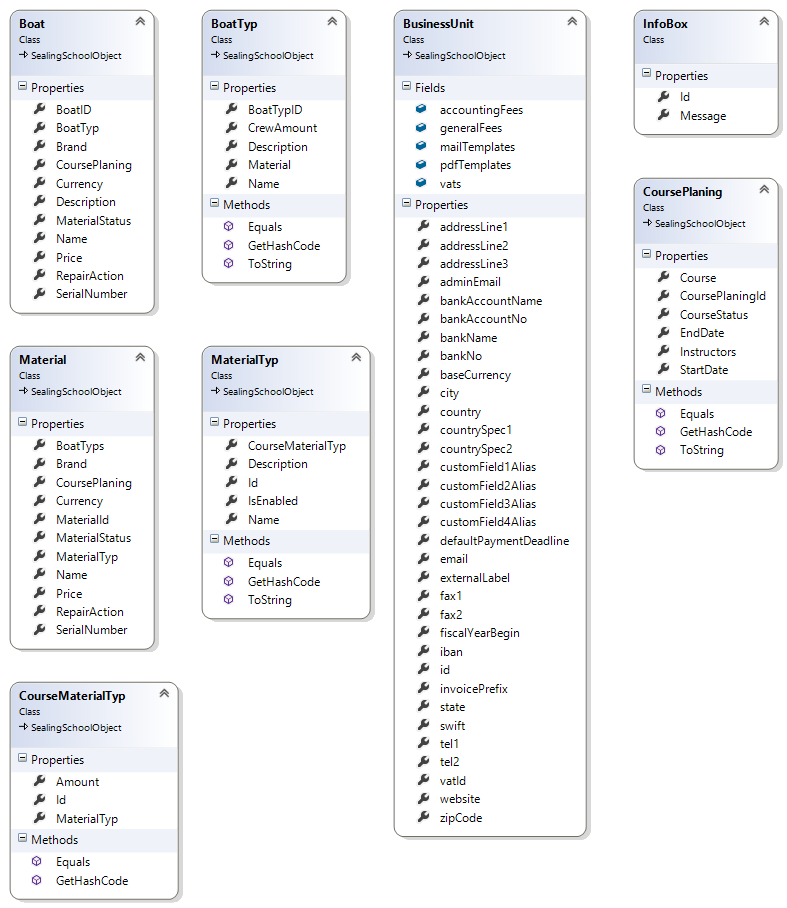 Boat
Class
SealingSchoolObject
Properties
BoatID
BoatTyp
Brand
CoursePlaning
Currency
Description
MaterialStatus
Name
Price
RepairAction
SerialNumber
BoatTyp
Class
SealingSchoolObject
Properties
BoatTypID
CrewAmount
Description
Material
Name
Methods
Equals
GetHashCode
ToString
BusinessUnit
Class
SealingSchoolObject
Fields
accountingFees
generalFees
mailTemplates
pdfTemplates
vats
Properties
addressLine1
addressLine2
addressLine3
adminEmail
bankAccountName
bankAccountNo
bankName
bankNo
baseCurrency
city
country
countrySpec1
countrySpec2
customField1Alias
customField2Alias
customField3Alias
customField4Alias
defaultPaymentDeadline
email
externalLabel
fax1
fax2
fiscalYearBegin
iban
id
invoicePrefix
state
swift
tel1
tel2
vatId
website
zipCode
InfoBox
Class
Properties
Id
Message
CoursePlaning
Class
SealingSchoolObject
Properties
Course
CoursePlaningId
CourseStatus
EndDate
Instructors
StartDate
Methods
Equals
GetHashCode
ToString
Material
Class
SealingSchoolObject
Properties
BoatTyps
Brand
CoursePlaning
Currency
MaterialId
MaterialStatus
MaterialTyp
Name
Price
RepairAction
SerialNumber
MaterialTyp
Class
SealingSchoolObject
Properties
CourseMaterialTyp
Description
Id
IsEnabled
Name
Methods
Equals
GetHashCode
ToString
CourseMaterialTyp
Class
SealingSchoolObject
Properties
Amount
Id
MaterialTyp
Methods
Equals
GetHashCode